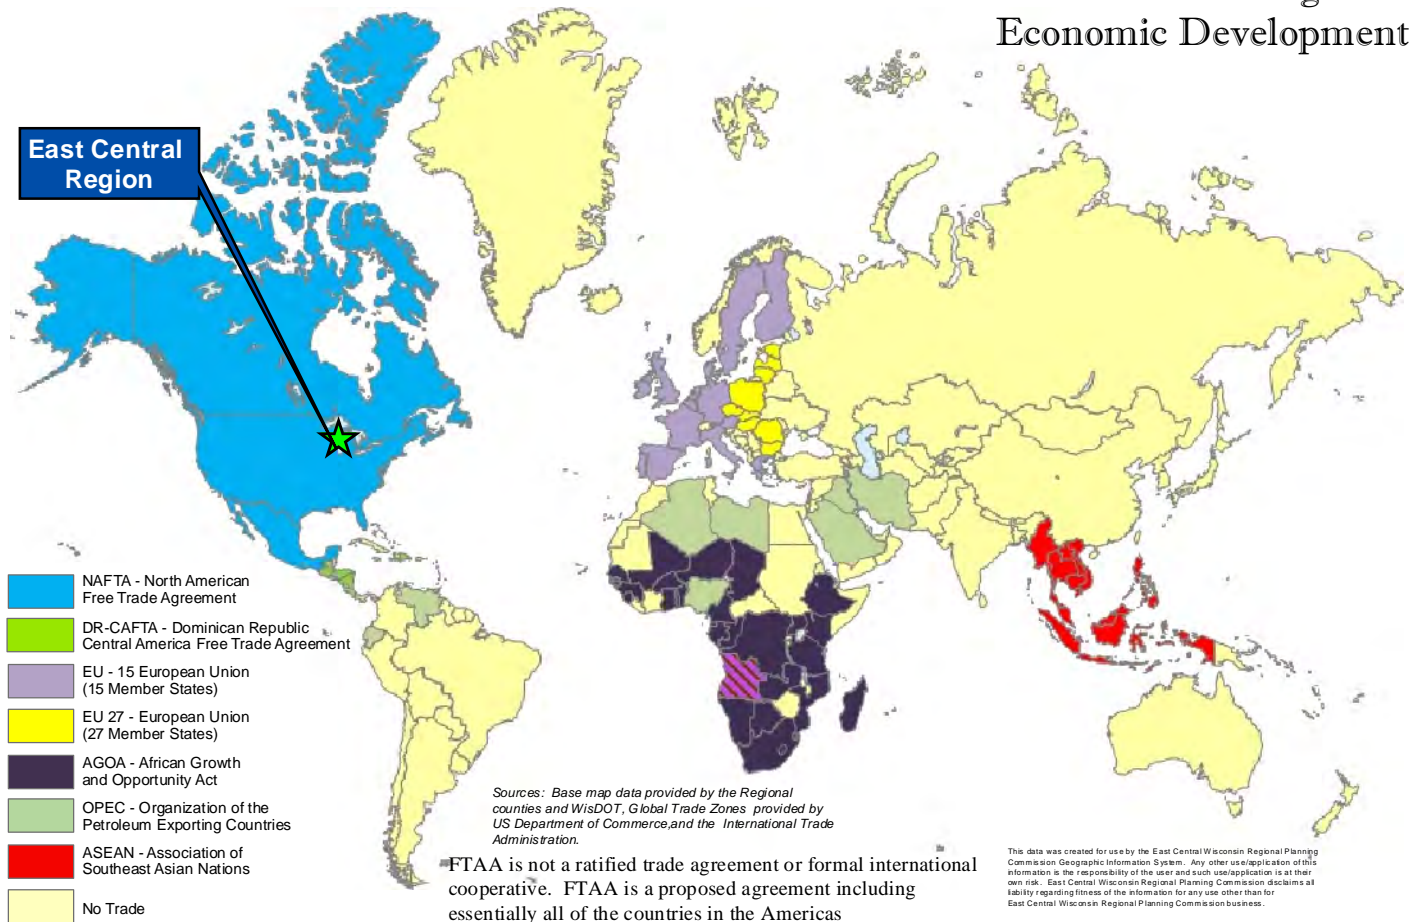 Economic Development
East Central
Region
NAFTA - North American
Free Trade Agreement
DR-CAFTA - Dominican Republic
Central America Free Trade Agreement
EU - 15 European Union
(15 Member States)
EU 27 - European Union
(27 Member States)
AGOA - African Growth
and Opportunity Act
OPEC - Organization of the
Petroleum Exporting Countries
ASEAN - Association of
Southeast Asian Nations
No Trade
Sources: Base map data provided by the Regional
counties and WisDOT, Global Trade Zones provided by
US Department of Commerce,and the International Trade
Administration.
FTAA is not a ratified trade agreement or formal international
cooperative. FTAA is a proposed agreement including
essentially all of the countries in the Americas
This data was created for use by the East Central Wisconsin Regional Planning
Commission Geographic Information System. Any other use/application of this
information is the responsibility of the user and such use/application is at their
own risk. East Central Wisconsin Regional Planning Commission disclaims all
liability regarding fitness of the information for any use other than for
East Central Wisconsin Regional Planning Commission business.